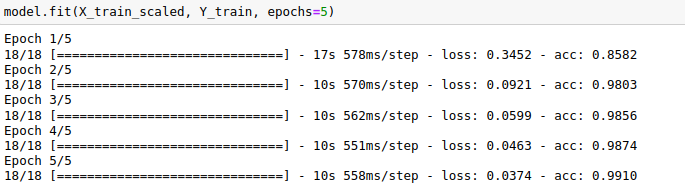 model.fit(X_train_scaled, Y_train, epochs=5)
Epoch 1/5
18/18 [==============================] - 17s 578ms/step - loss: 0.3452 - acc: 0.8582
Epoch 2/5
18/18 [==============================] - 10s 570ms/step - loss: 0.0921 - acc: 0.9803
Epoch 3/5
18/18 [==============================] - 10s 562ms/step - loss: 0.0599 - acc: 0.9856
Epoch 4/5
18/18 [==============================] - 10s 551ms/step - loss: 0.0463 - acc: 0.9874
Epoch 5/5
18/18 [==============================] - 10s 558ms/step - loss: 0.0374 - acc: 0.9910